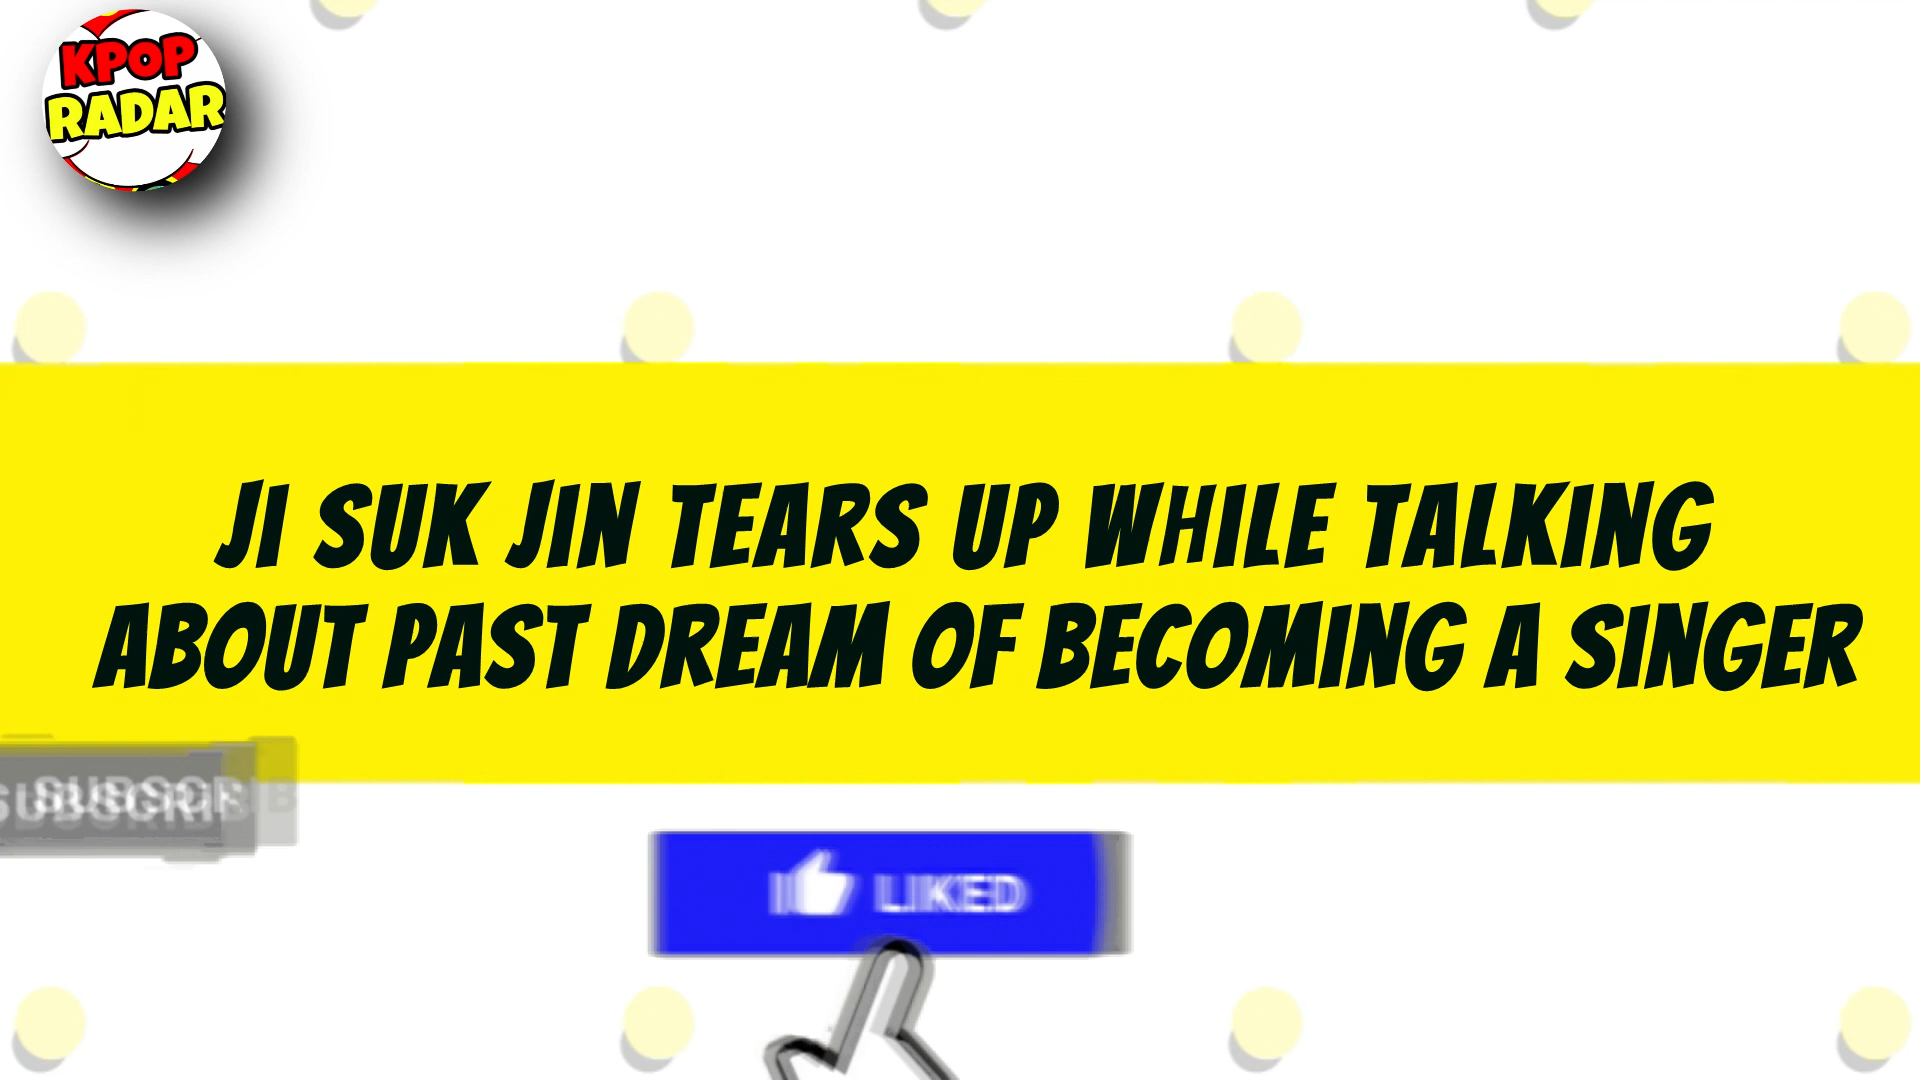 KPOP
RADAR
JI SUK JIN TEARS UP WHILE TALKING
ABOUT PAST DREAM OF BECOMING A SINGER
LIKED